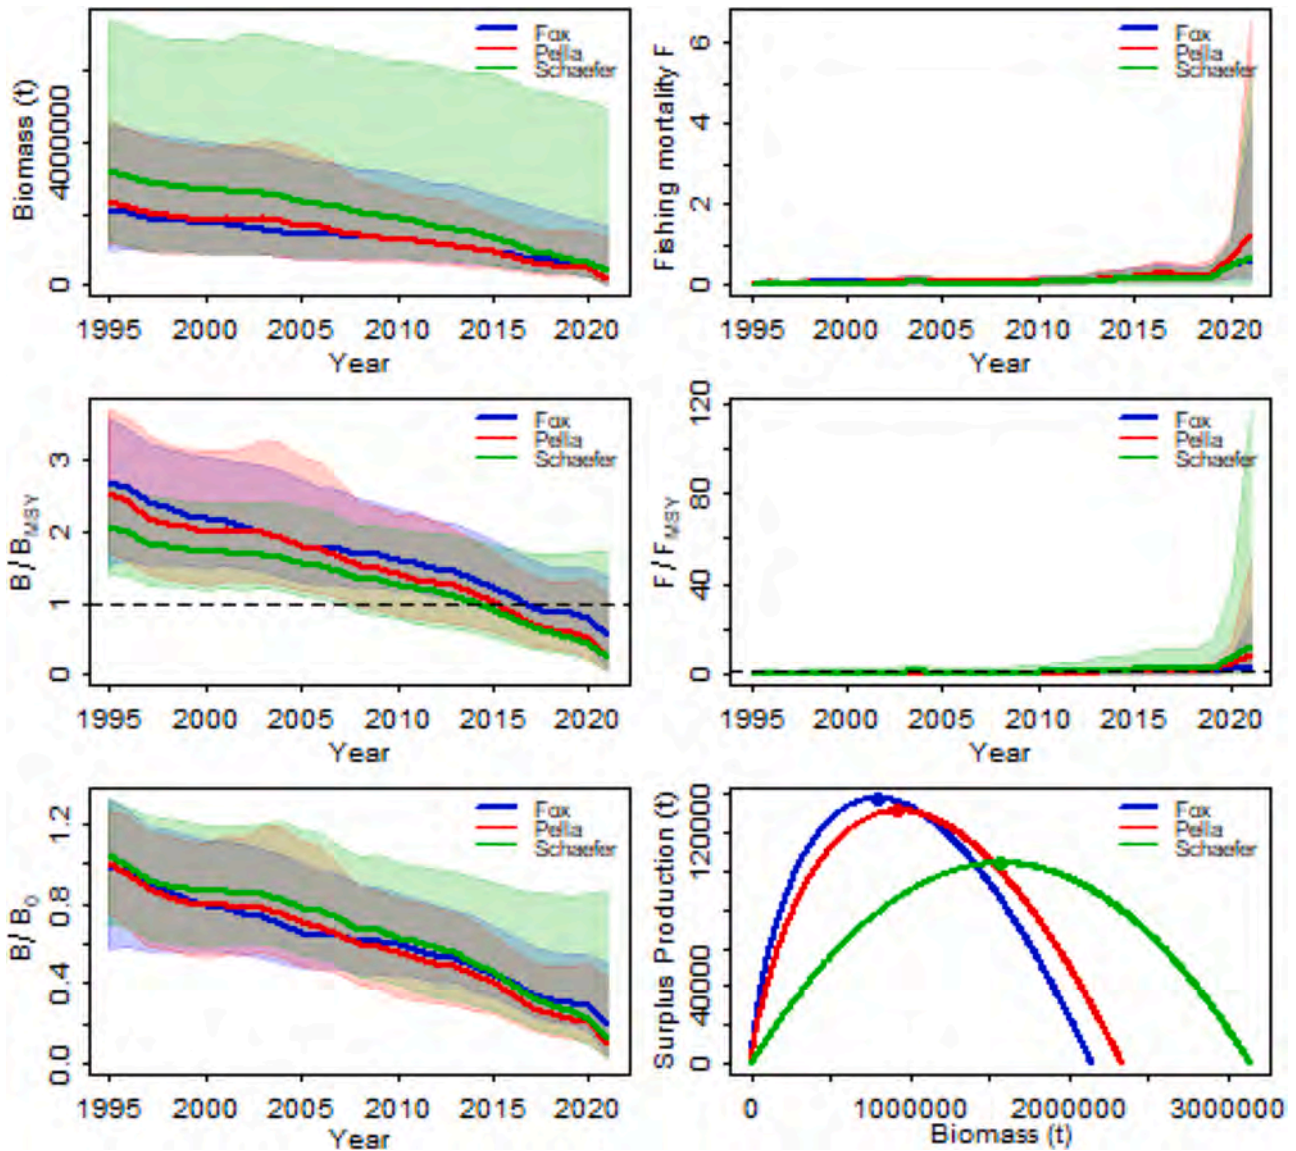 Biomass (t)
4000000
0
Fox
Pella
Schaefer
1995 2000 2005 2010 2015 2020
Year
Fishing mortality F
6
4
2
0
Fox
Pella
Schaefer
1995 2000 2005 2010 2015 2020
Year
B/ B_MSY
3
2
1
0
Fox
Pella
Schaefer
1995 2000 2005 2010 2015 2020
Year
F/ F_MSY
120
80
40
0
Fox
Pella
Schaefer
1995 2000 2005 2010 2015 2020
Year
B/ B_0
1.2
0.8
0.4
0.0
Fox
Pella
Schaefer
1995 2000 2005 2010 2015 2020
Year
Surplus Production (t)
120000
40000
0
Fox
Pella
Schaefer
0 1000000 2000000 3000000
Biomass (t)